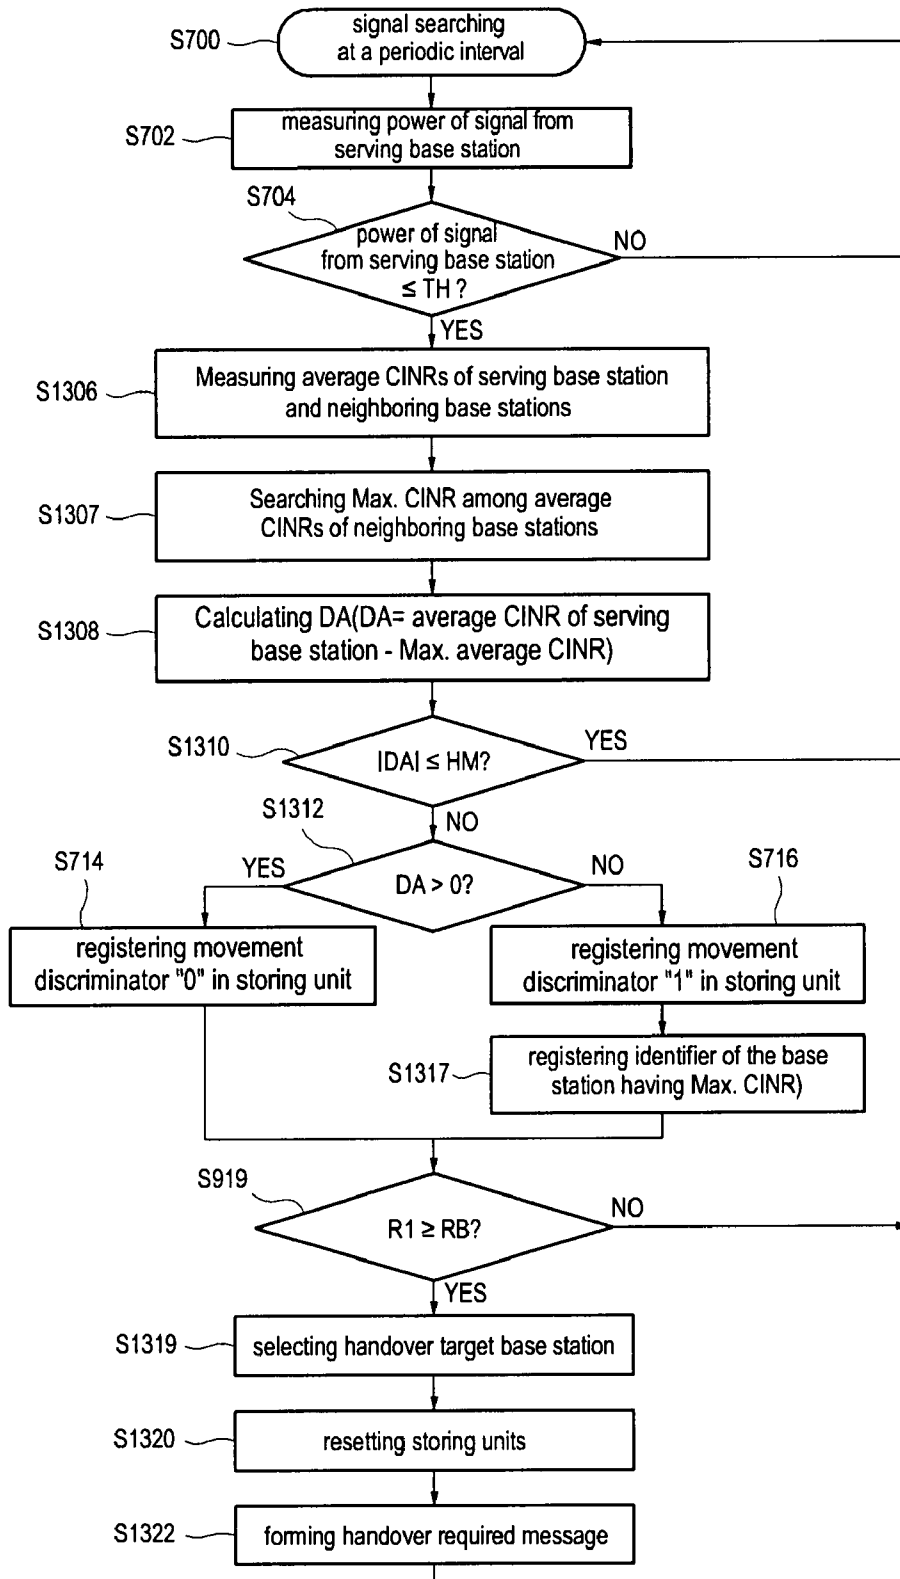 S700
signal searching
at a periodic interval
S702
measuring power of signal from
serving base station
S704
power of signal
from serving base station
≤ TH ?
NO
YES
S1306
Measuring average CINRs of serving base station
and neighboring base stations
S1307
Searching Max. CINR among average
CINRs of neighboring base stations
S1308
Calculating DA(DA= average CINR of serving
base station - Max. average CINR)
S1310
|DA| ≤ HM?
YES
NO
S1312
DA > 0?
YES
NO
S714
registering movement
discriminator "0" in storing unit
S716
registering movement
discriminator "1" in storing unit
S1317
registering identifier of the base
station having Max. CINR)
S919
R1 ≥ RB?
NO
YES
S1319
selecting handover target base station
S1320
resetting storing units
S1322
forming handover required message